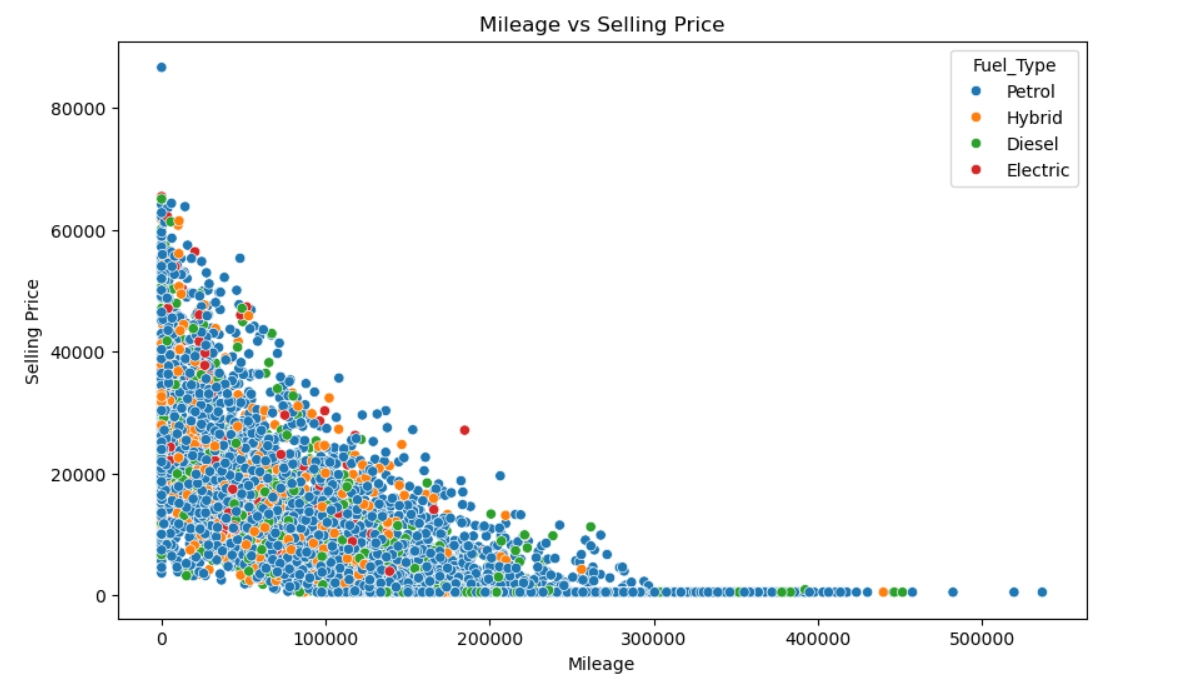 Mileage vs Selling Price
Fuel_Type
Petrol
Hybrid
Diesel
Electric
Selling Price
80000
60000
40000
20000
0
0
100000
200000
300000
400000
500000
Mileage